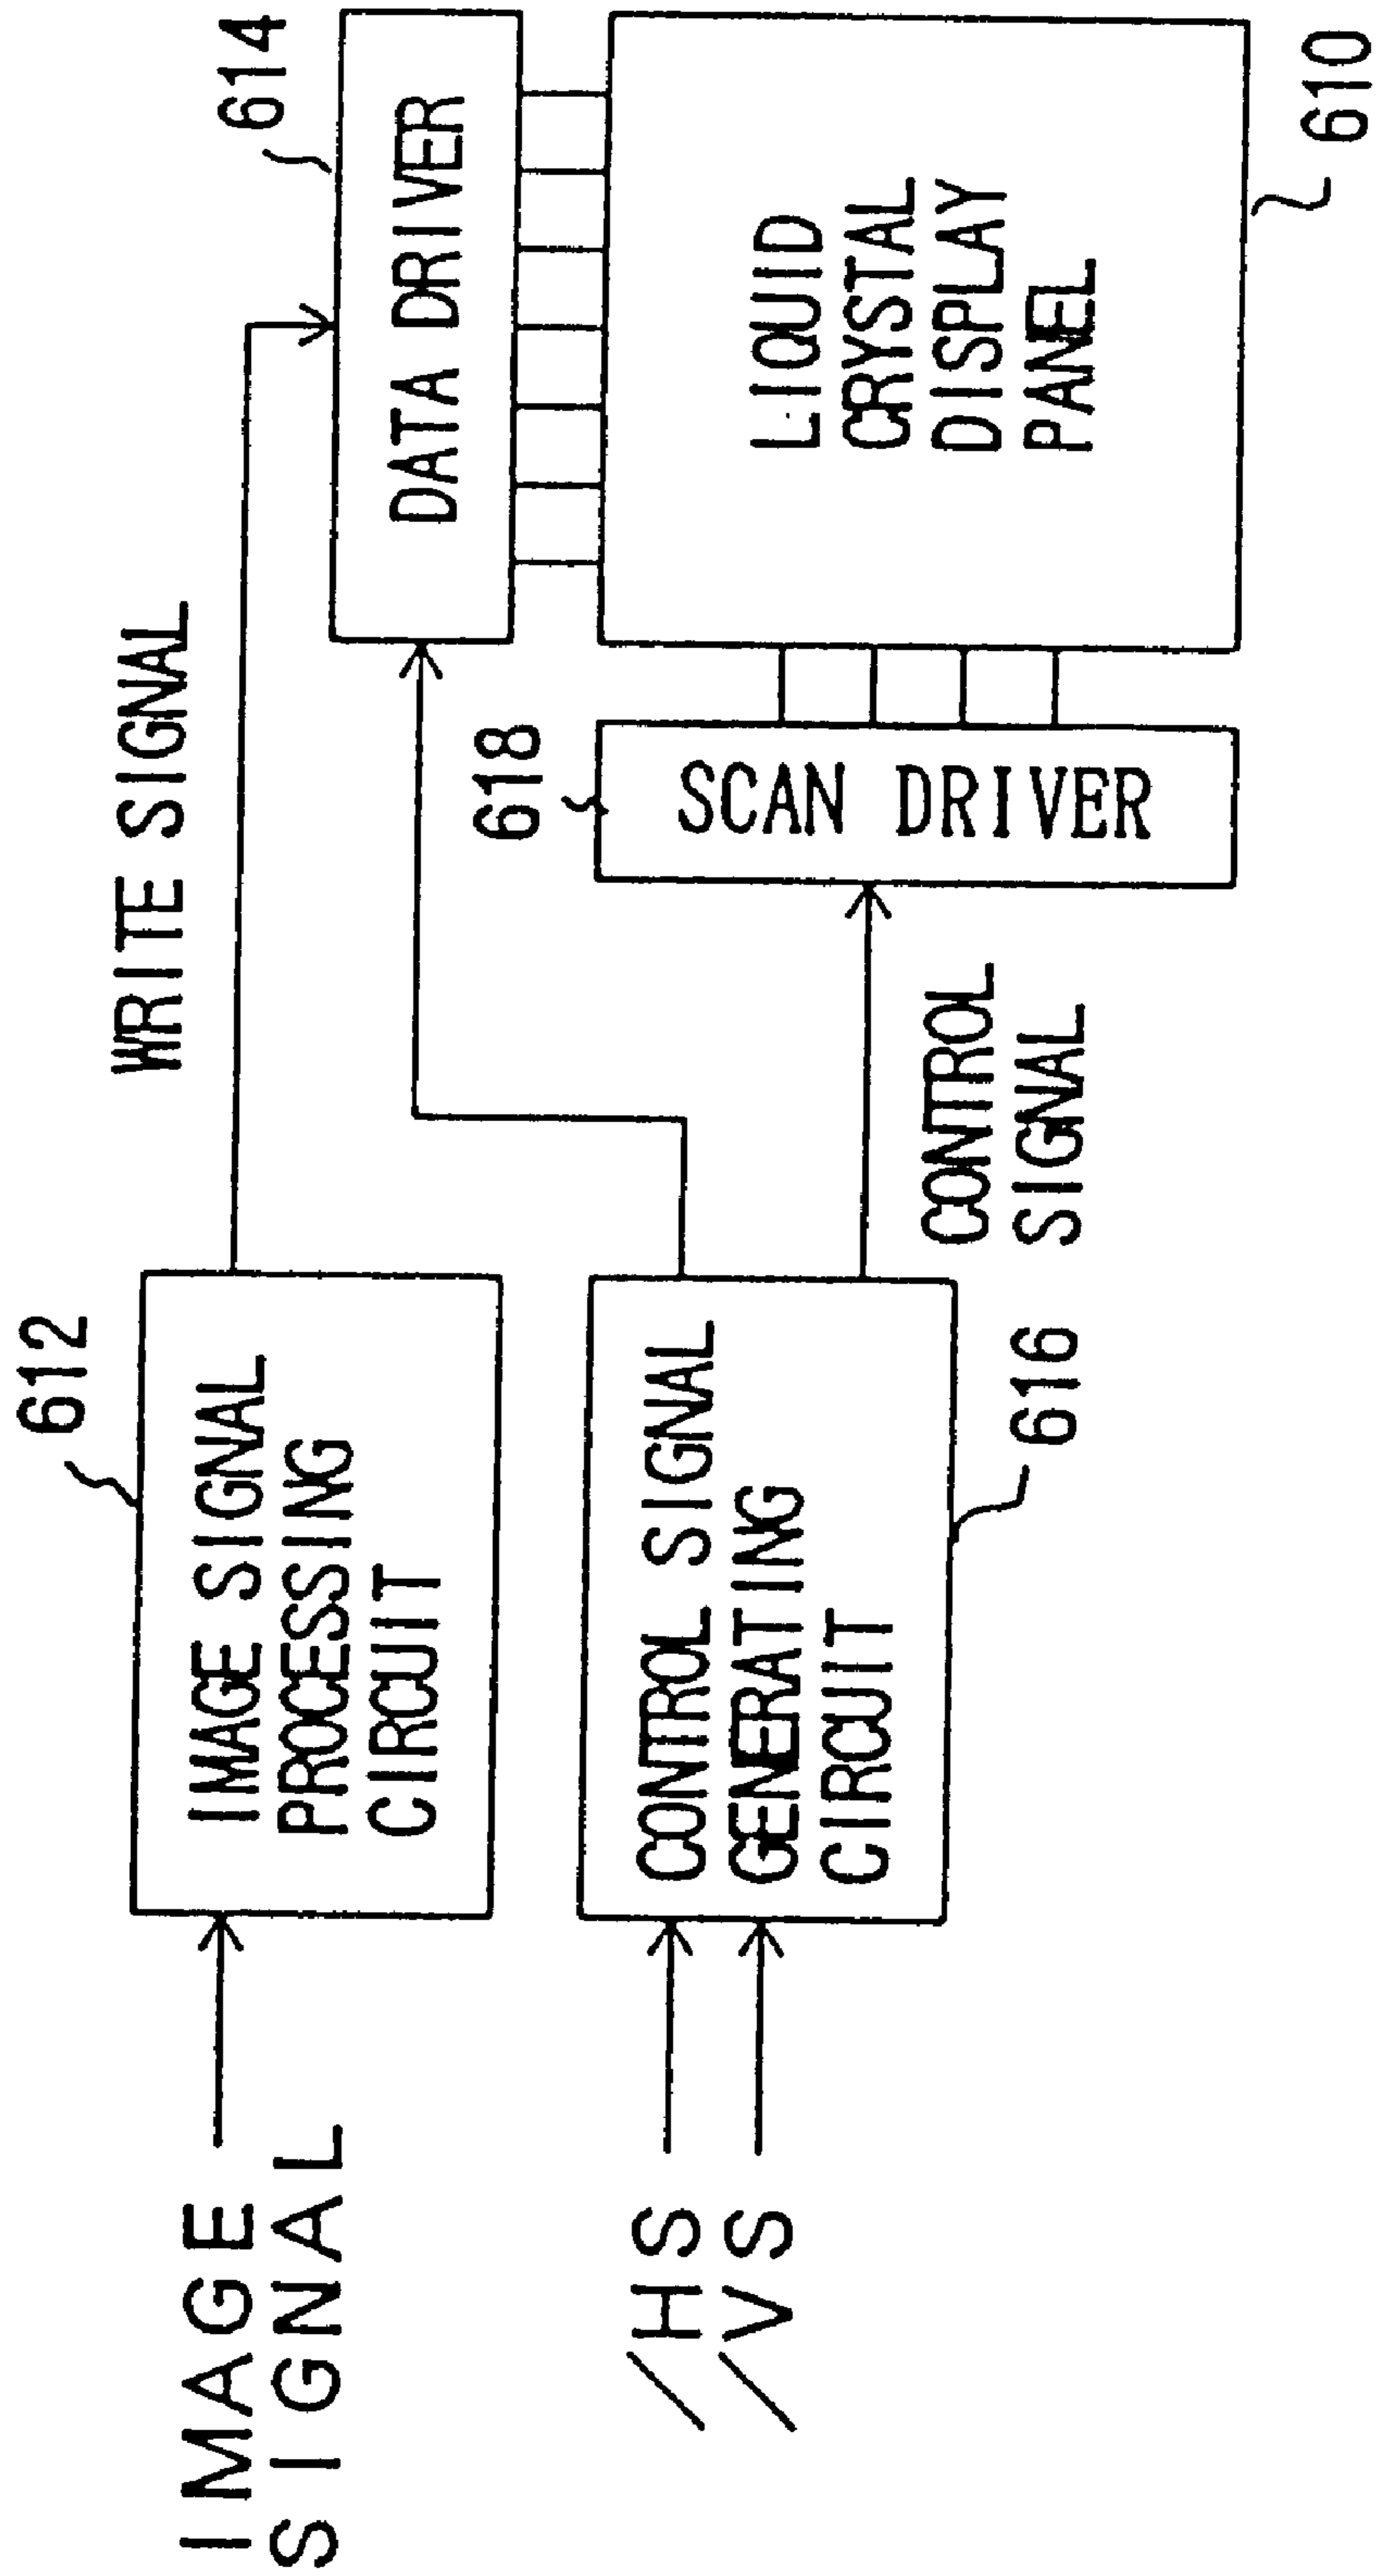 IMAGE
SIGNAL
/HS
/VS
612
IMAGE SIGNAL
PROCESSING
CIRCUIT
CONTROL SIGNAL
GENERATING
CIRCUIT
616
WRITE SIGNAL
CONTROL
SIGNAL
614
DATA DRIVER
618
SCAN DRIVER
LIQUID
CRYSTAL
DISPLAY
PANEL
610